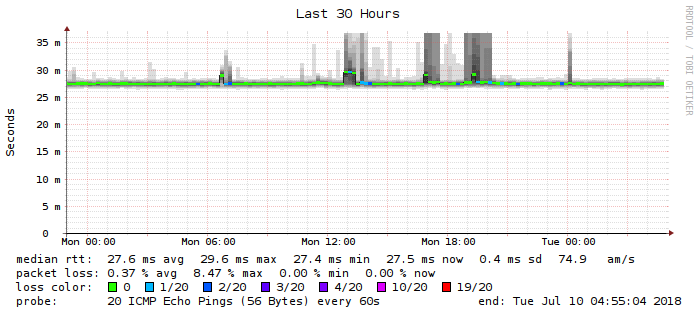 Last 30 Hours
RRDTOOL / TOBI OETIKER
Seconds
35 m
30 m
25 m
20 m
15 m
10 m
5 m
0
Mon 00:00 Mon 06:00 Mon 12:00 Mon 18:00 Tue 00:00
median rtt: 27.6 ms avg 29.6 ms max 27.4 ms min 27.5 ms now 0.4 ms sd 74.9 am/s
packet loss: 0.37 % avg 8.47 % max 0.00 % min 0.00 % now
loss color: 0 1/20 2/20 3/20 4/20 10/20 19/20
probe: 20 ICMP Echo Pings (56 Bytes) every 60s end: Tue Jul 10 04:55:04 2018